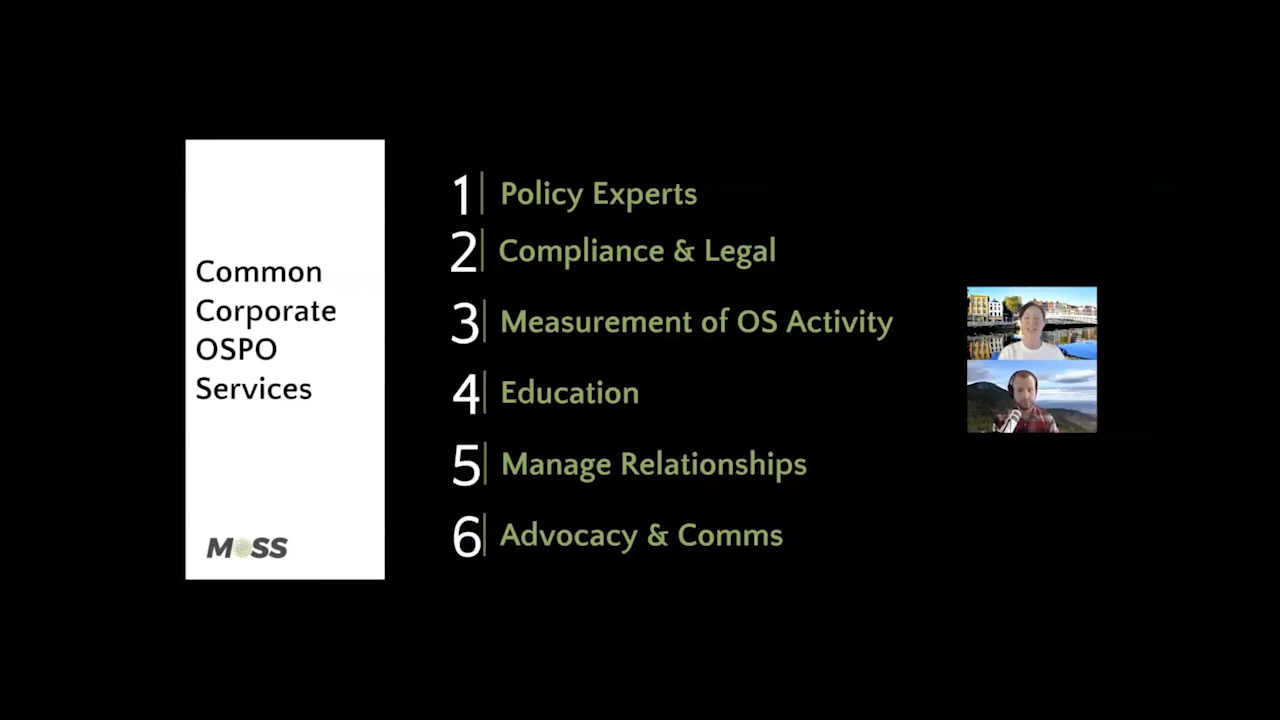 Common
Corporate
OSPO
Services
MOSS
1 Policy Experts
2 Compliance & Legal
3 Measurement of OS Activity
4 Education
5 Manage Relationships
6 Advocacy & Comms